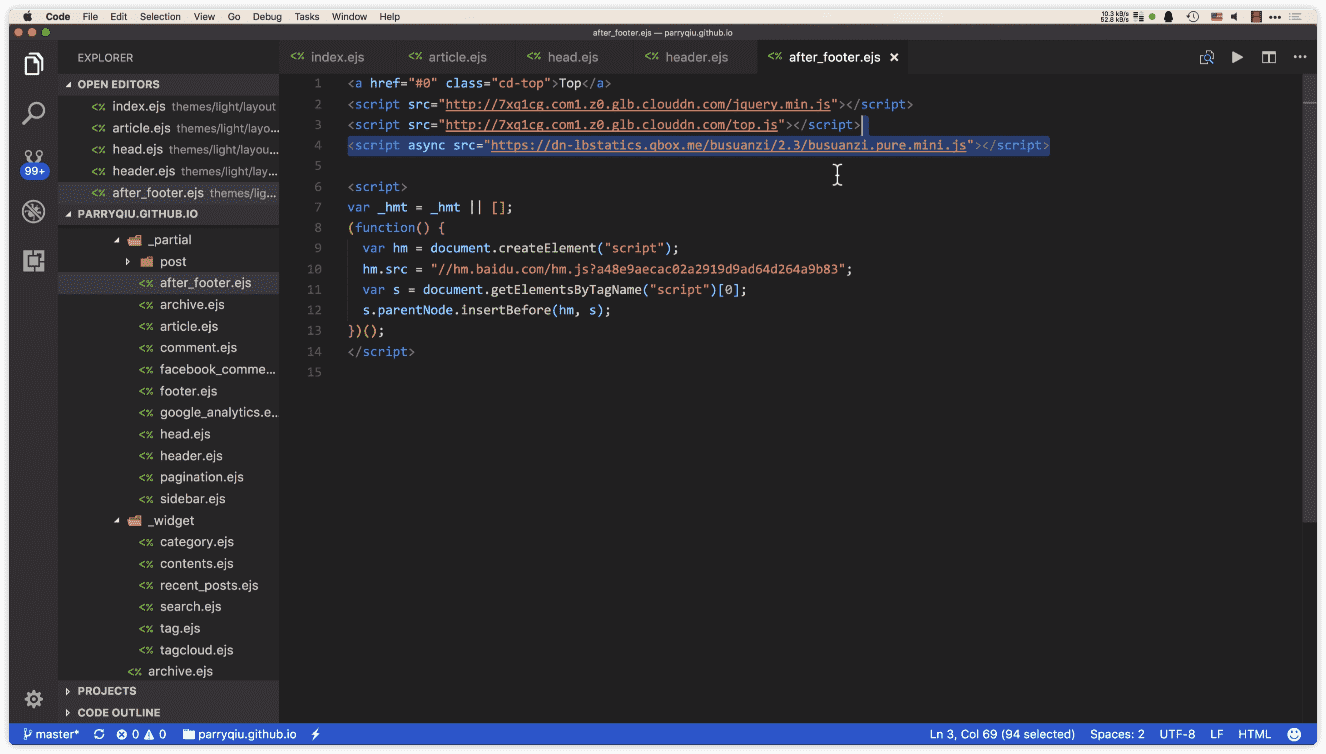 Code File Edit Selection View Go Debug Tasks Window Help 10.3 kB/s 52.8 kB/s
after_footer.ejs — parryqiu.github.io
EXPLORER
OPEN EDITORS
<% index.ejs themes/light/layout
<% article.ejs themes/light/layo...
<% head.ejs themes/light/layou...
<% header.ejs themes/light/lay...
<% after_footer.ejs themes/lig...
99+
PARRYQIU.GITHUB.IO
_partial
post
<% after_footer.ejs
<% archive.ejs
<% article.ejs
<% comment.ejs
<% facebook_comme...
<% footer.ejs
<% google_analytics.e...
<% head.ejs
<% header.ejs
<% pagination.ejs
<% sidebar.ejs
_widget
<% category.ejs
<% contents.ejs
<% recent_posts.ejs
<% search.ejs
<% tag.ejs
<% tagcloud.ejs
<% archive.ejs
PROJECTS
CODE OUTLINE
<% index.ejs <% article.ejs <% head.ejs <% header.ejs <% after_footer.ejs ×
1 <a href="#0" class="cd-top">Top</a>
2 <script src="http://7xq1cg.com1.z0.glb.clouddn.com/jquery.min.js"></script>
3 <script src="http://7xq1cg.com1.z0.glb.clouddn.com/top.js"></script>
4 <script async src="https://dn-lbstatics.qbox.me/busuanzi/2.3/busuanzi.pure.mini.js"></script>
5
6 <script>
7 var _hmt = _hmt || [];
8 (function() {
9 var hm = document.createElement("script");
10 hm.src = "//hm.baidu.com/hm.js?a48e9aecac02a2919d9ad64d264a9b83";
11 var s = document.getElementsByTagName("script")[0];
12 s.parentNode.insertBefore(hm, s);
13 })();
14 </script>
15
master* 0 0 parryqiu.github.io Ln 3, Col 69 (94 selected) Spaces: 2 UTF-8 LF HTML